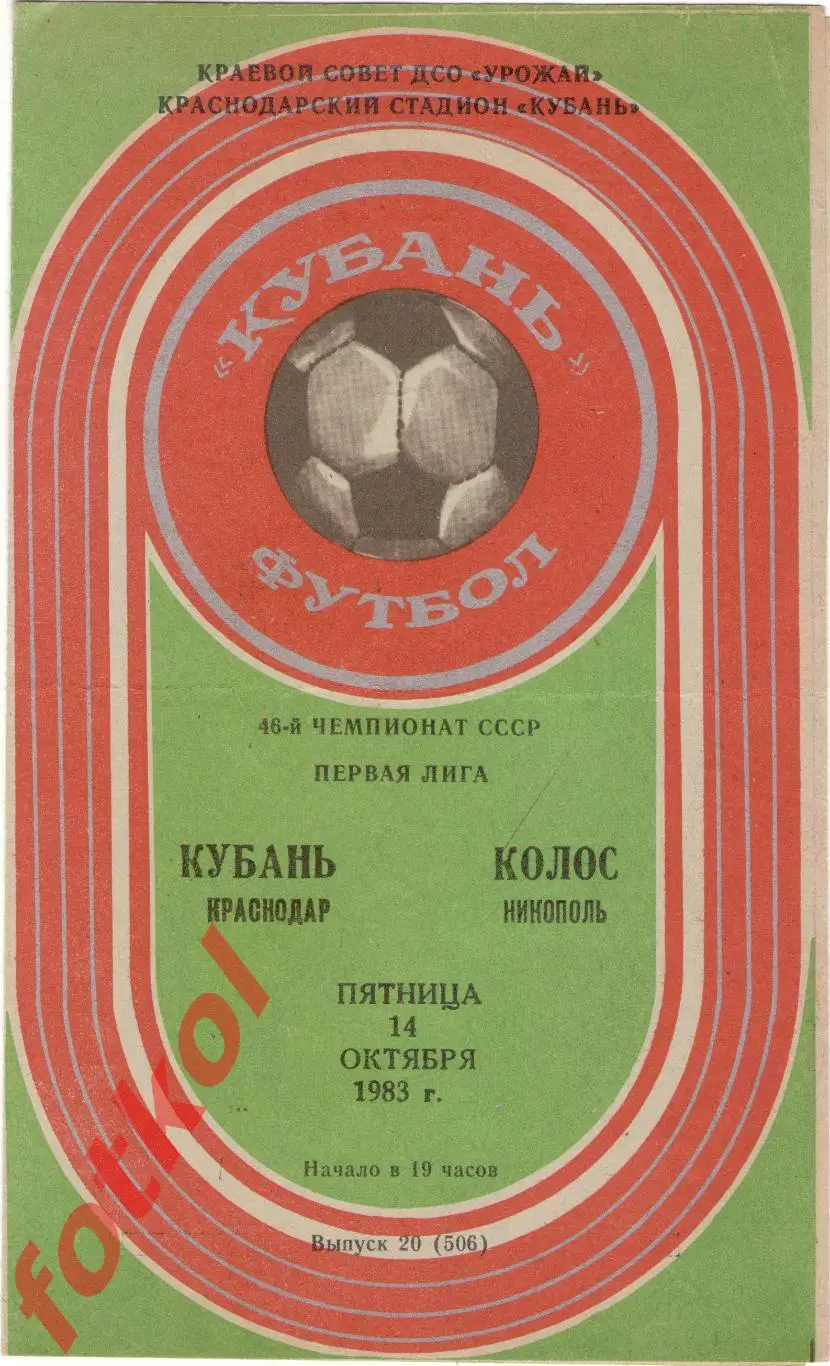 КРАЕВОЙ СОВЕТ ДСО «УРОЖАЙ»
КРАСНОДАРСКИЙ СТАДИОН «КУБАНЬ»
«КУБАНЬ»
ФУТБОЛ
46-й ЧЕМПИОНАТ СССР
ПЕРВАЯ ЛИГА
КУБАНЬ КОЛОС
КРАСНОДАР НИКОПОЛЬ
ПЯТНИЦА
14
ОКТЯБРЯ
1983 г.
Начало в 19 часов
Выпуск 20 (506)
fotkol